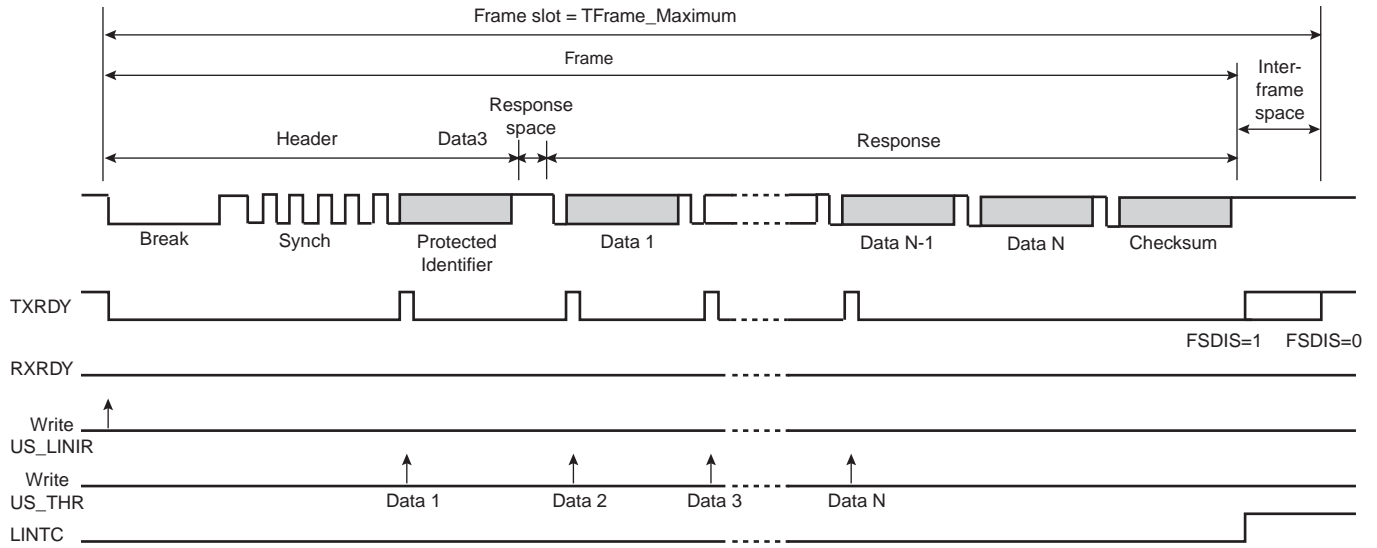 Frame slot = TFrame_Maximum
Frame
Inter-
frame
space
Response
space
Header
Data3
Response
Break
Synch
Protected
Identifier
Data 1
Data N-1
Data N
Checksum
TXRDY
FSDIS=1
FSDIS=0
RXRDY
Write
US_LINIR
Write
US_THR
Data 1
Data 2
Data 3
Data N
LINTC